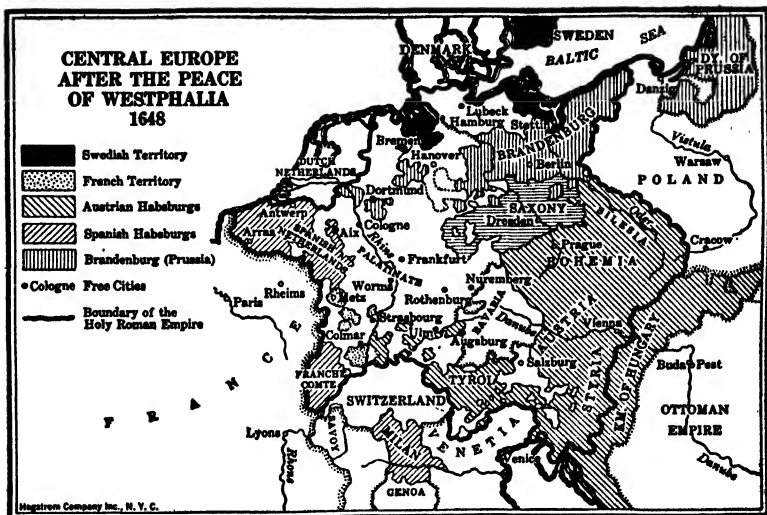 CENTRAL EUROPE
AFTER THE PEACE
OF WESTPHALIA
1648
Swedish Territory
French Territory
Austrian Habsburgs
Spanish Habsburgs
Brandenburg (Prussia)
Cologne Free Cities
Boundary of the
Holy Roman Empire
SWEDEN
DENMARK
BALTIC SEA
DY. OF
PRUSSIA
Danzig
Lubeck
Hamburg
Stettin
Bremen
BRANDENBURG
Hanover
Berlin
Vistula
Warsaw
POLAND
DUTCH
NETHERLANDS
Dortmund
SAXONY
Dresden
Oder
SILESIA
Antwerp
Cologne
Arras
SPANISH
NETHERLANDS
Aix
Rhine
Cracow
Prague
BOHEMIA
Frankfurt
PALATINATE
Nuremberg
Paris
Rheims
Worms
Metz
Rothenburg
BAVARIA
Danube
Strasbourg
Ulm
Augsburg
AUSTRIA
Vienna
Colmar
Salzburg
KM. OF HUNGARY
Buda Pest
FRANCHE
COMTE
TYROL
STYRIA
SWITZERLAND
OTTOMAN
EMPIRE
FRANCE
Lyons
SAVOY
MILAN
VENETIA
Venice
Rhone
Danube
GENOA
Hagstrom Company Inc., N. Y. C.